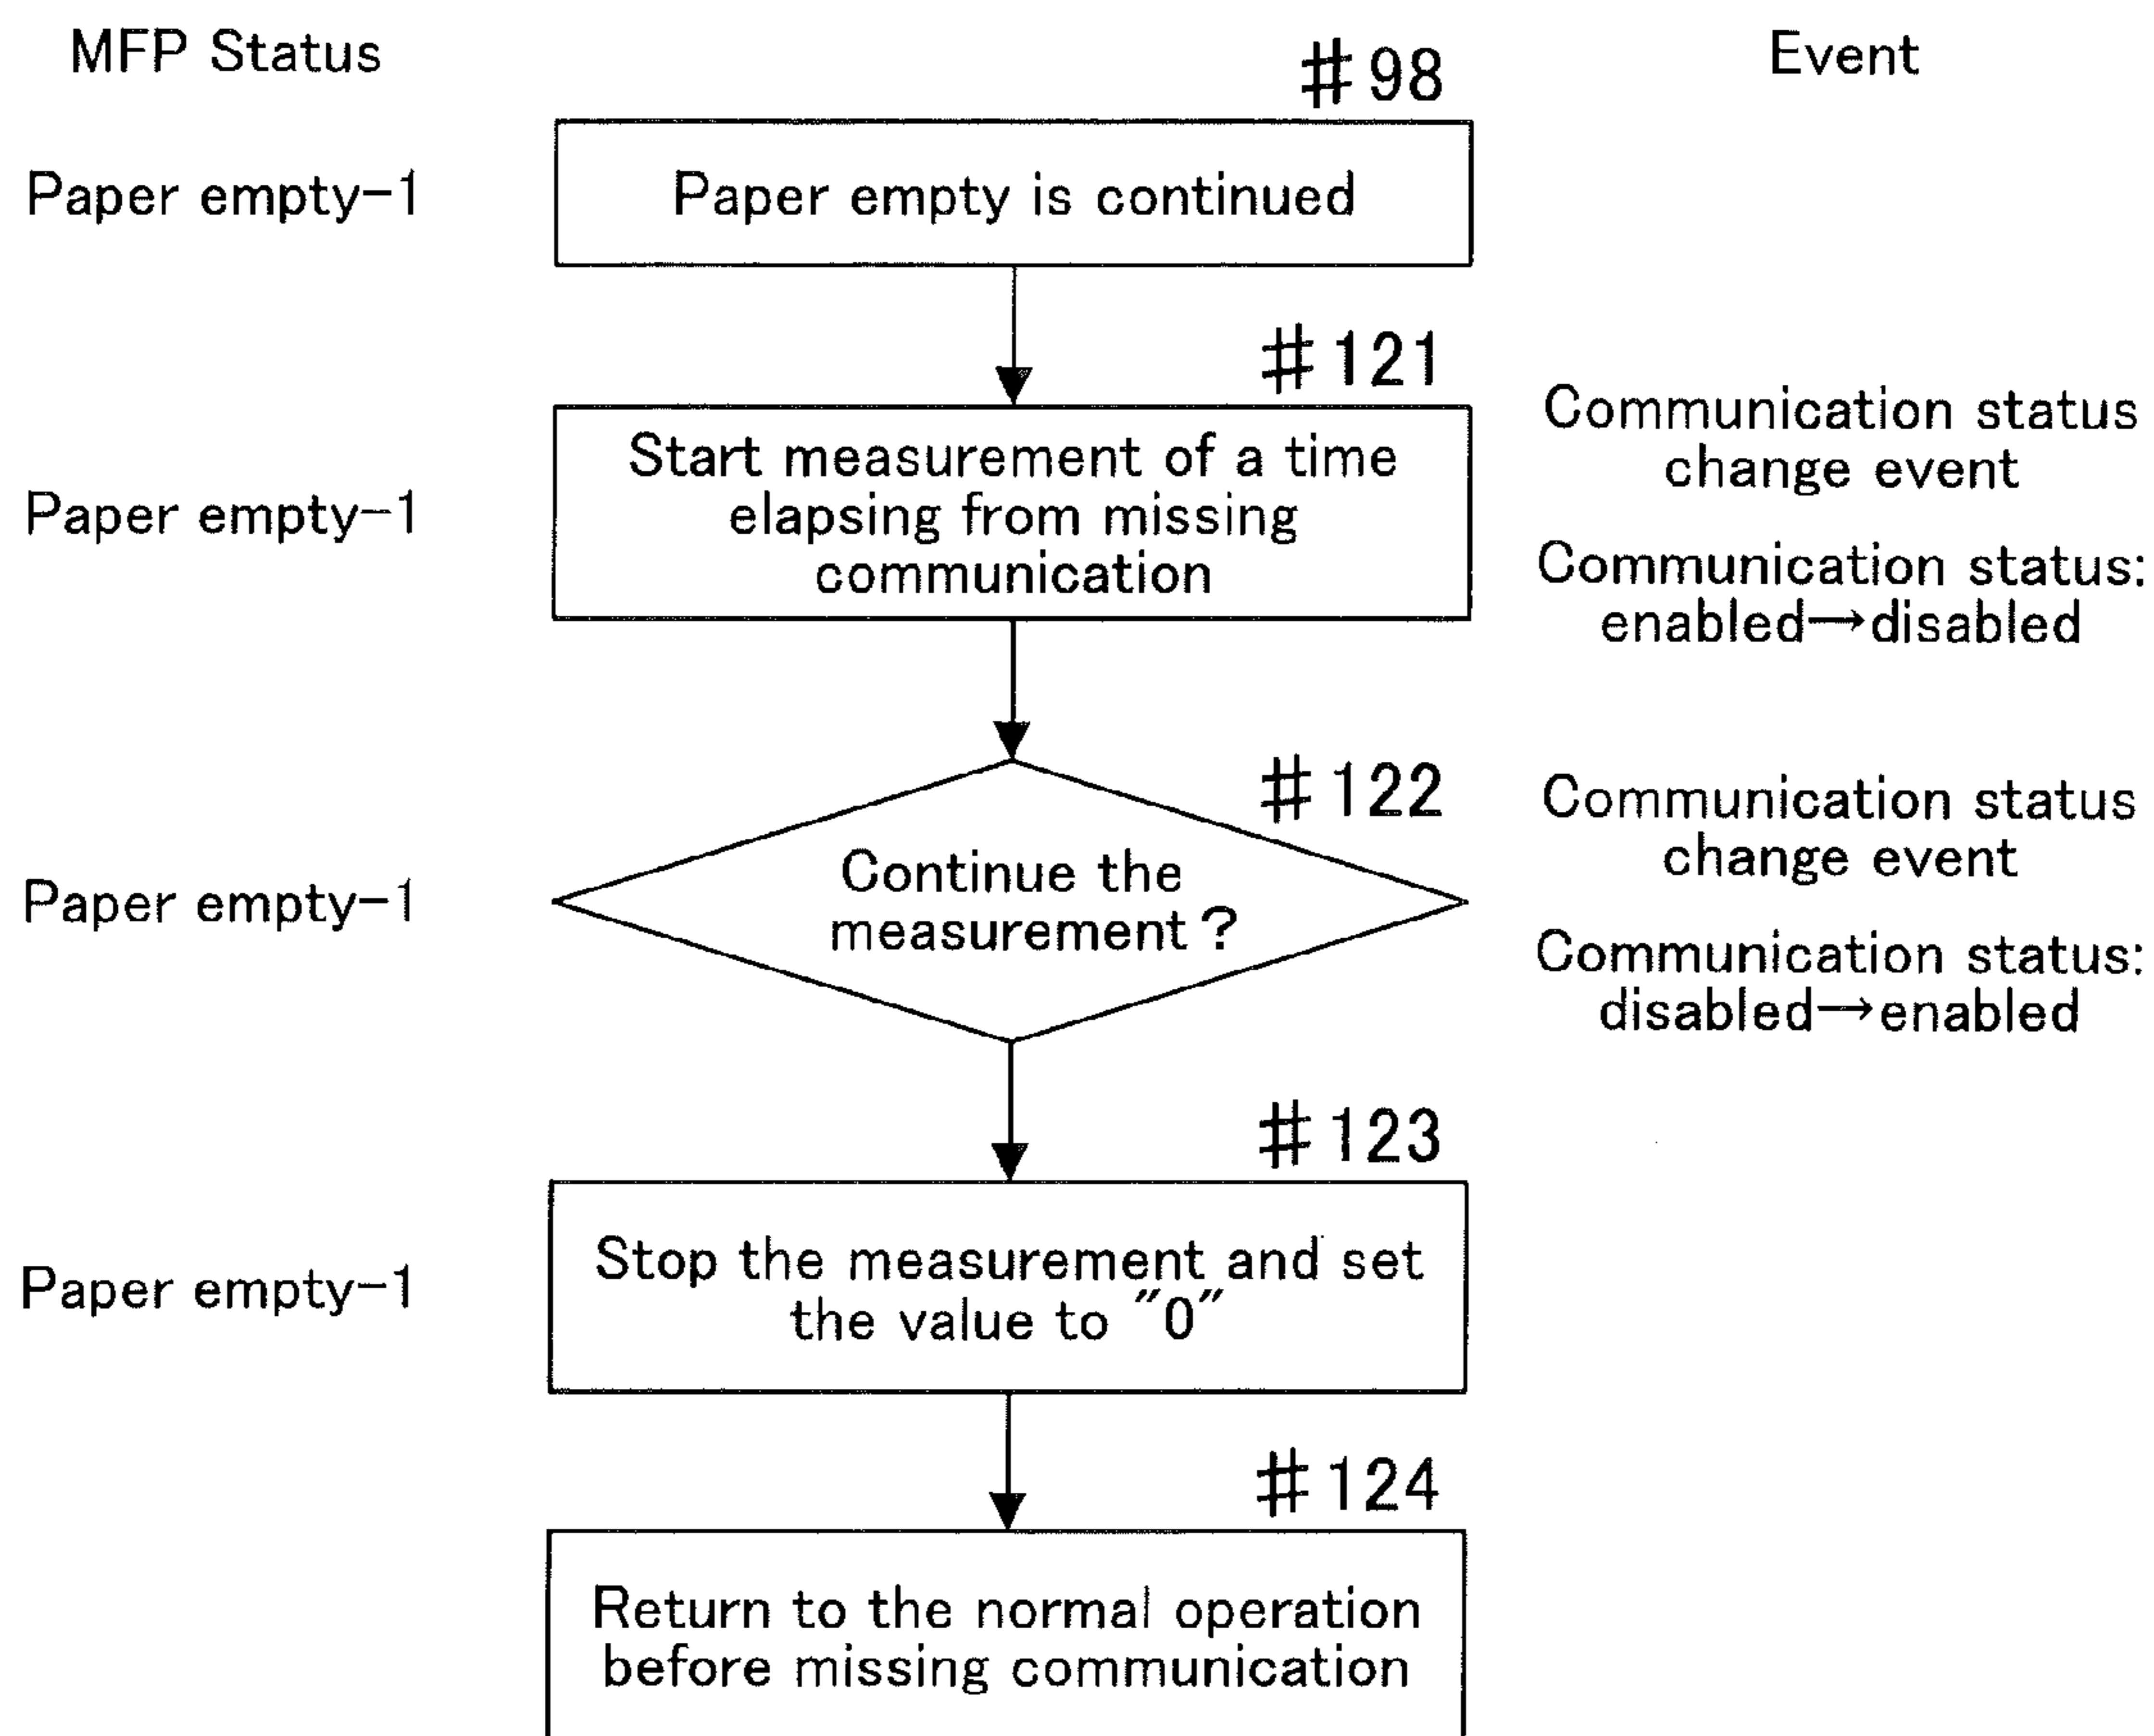 MFP Status
Event
#98
Paper empty-1
Paper empty is continued
#121
Paper empty-1
Start measurement of a time
elapsing from missing
communication
Communication status
change event
Communication status:
enabled→disabled
#122
Paper empty-1
Continue the
measurement?
Communication status
change event
Communication status:
disabled→enabled
#123
Paper empty-1
Stop the measurement and set
the value to "0"
#124
Return to the normal operation
before missing communication